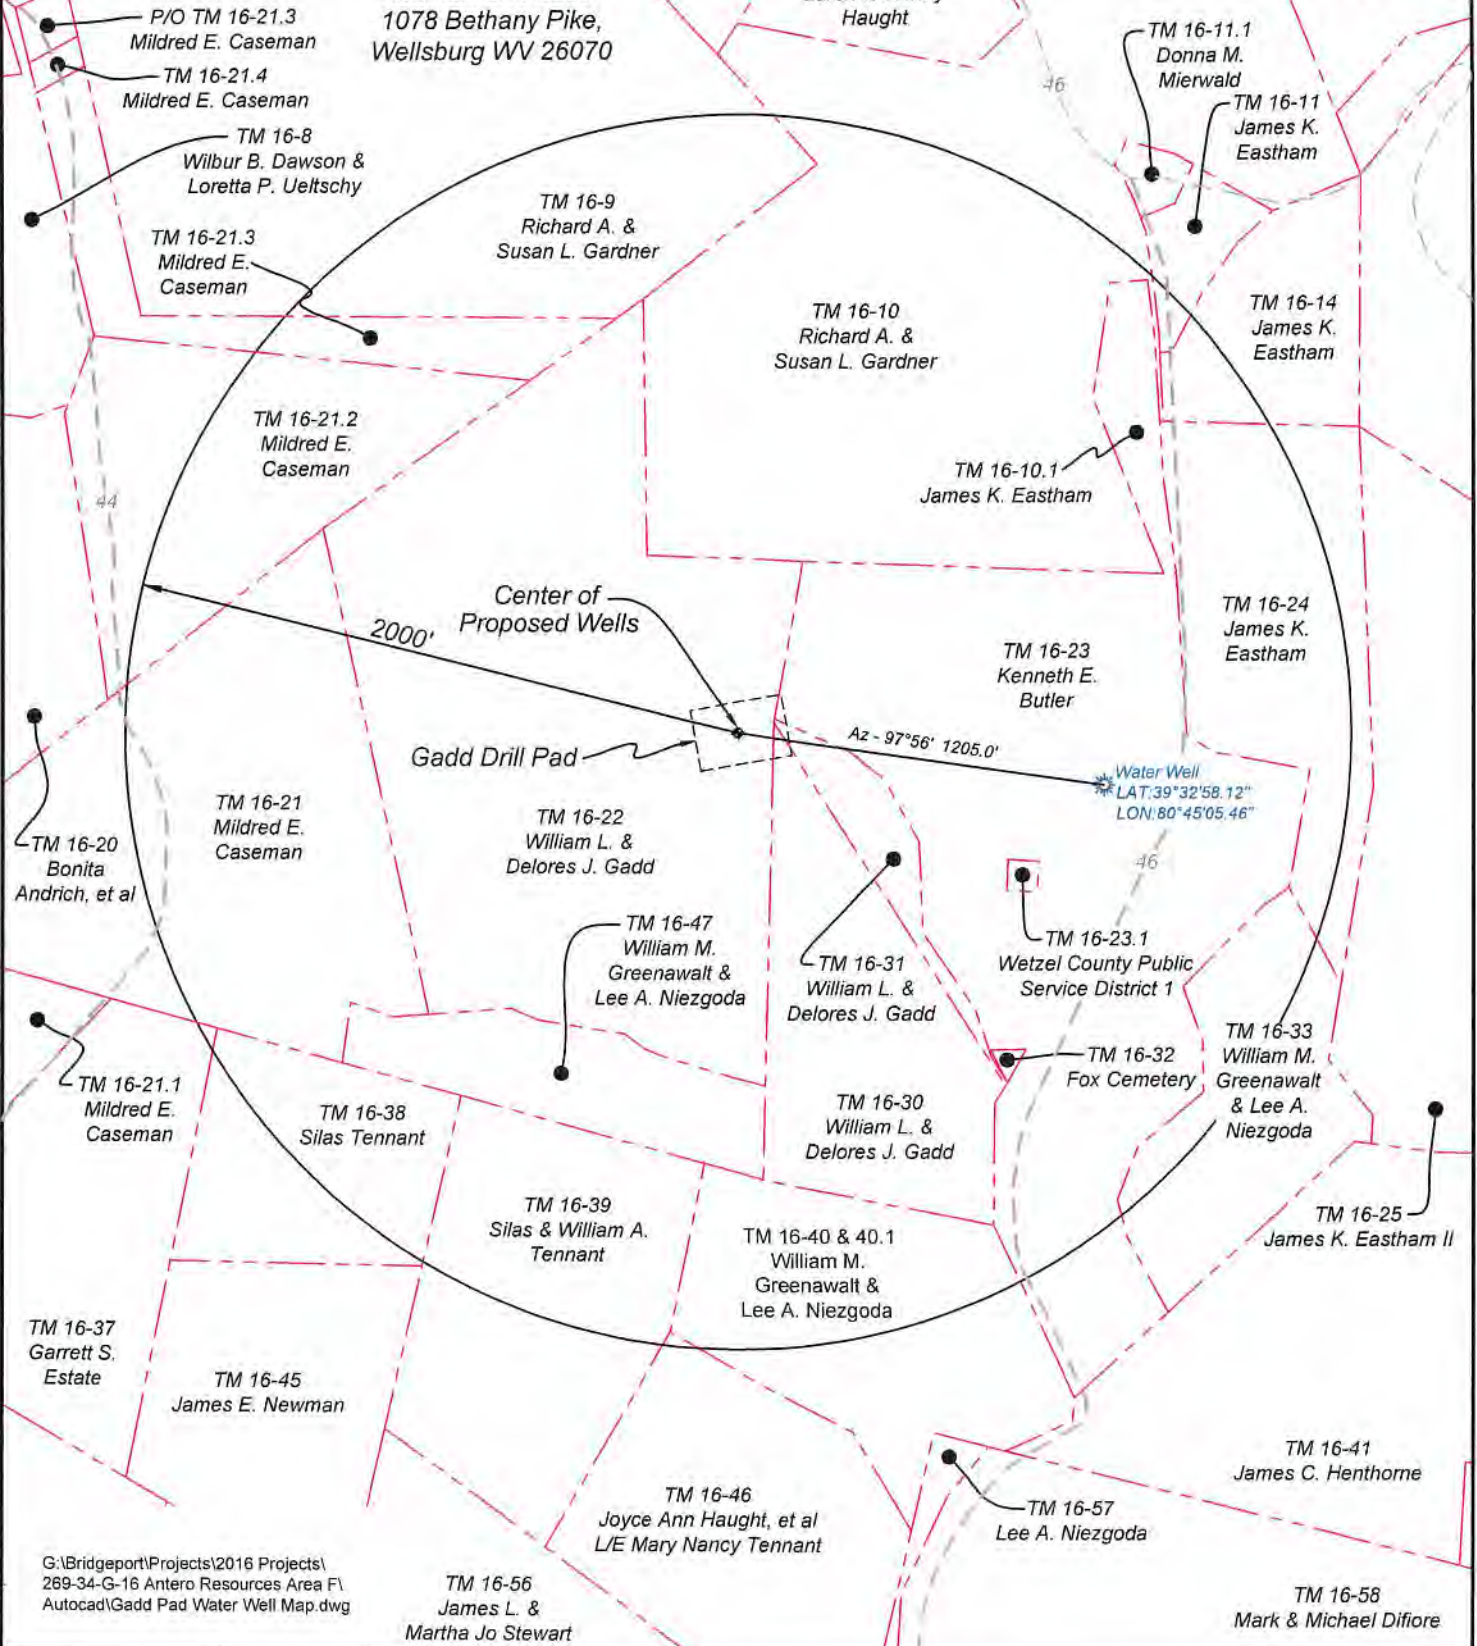 P/O TM 16-21.3
Mildred E. Caseman
1078 Bethany Pike,
Wellsburg WV 26070
Haught
TM 16-11.1
Donna M.
Mierwald
TM 16-21.4
Mildred E. Caseman
46
TM 16-11
James K.
Eastham
TM 16-8
Wilbur B. Dawson &
Loretta P. Ueltschy
TM 16-9
Richard A. &
Susan L. Gardner
TM 16-21.3
Mildred E.
Caseman
TM 16-10
Richard A. &
Susan L. Gardner
TM 16-14
James K.
Eastham
TM 16-21.2
Mildred E.
Caseman
TM 16-10.1
James K. Eastham
44
Center of
Proposed Wells
2000'
TM 16-24
James K.
Eastham
TM 16-23
Kenneth E.
Butler
Az - 97°56' 1205.0'
Gadd Drill Pad
Water Well
LAT:39°32'58.12"
LON:80°45'05.46"
TM 16-20
Bonita
Andrich, et al
TM 16-21
Mildred E.
Caseman
TM 16-22
William L. &
Delores J. Gadd
46
TM 16-47
William M.
Greenawalt &
Lee A. Niezgoda
TM 16-31
William L. &
Delores J. Gadd
TM 16-23.1
Wetzel County Public
Service District 1
TM 16-33
William M.
Greenawalt
& Lee A.
Niezgoda
TM 16-32
Fox Cemetery
TM 16-21.1
Mildred E.
Caseman
TM 16-38
Silas Tennant
TM 16-30
William L. &
Delores J. Gadd
TM 16-39
Silas & William A.
Tennant
TM 16-40 & 40.1
William M.
Greenawalt &
Lee A. Niezgoda
TM 16-25
James K. Eastham II
TM 16-37
Garrett S.
Estate
TM 16-45
James E. Newman
TM 16-41
James C. Henthorne
TM 16-46
Joyce Ann Haught, et al
L/E Mary Nancy Tennant
TM 16-57
Lee A. Niezgoda
G:\Bridgeport\Projects\2016 Projects\
269-34-G-16 Antero Resources Area F\
Autocad\Gadd Pad Water Well Map.dwg
TM 16-56
James L. &
Martha Jo Stewart
TM 16-58
Mark & Michael Difiore